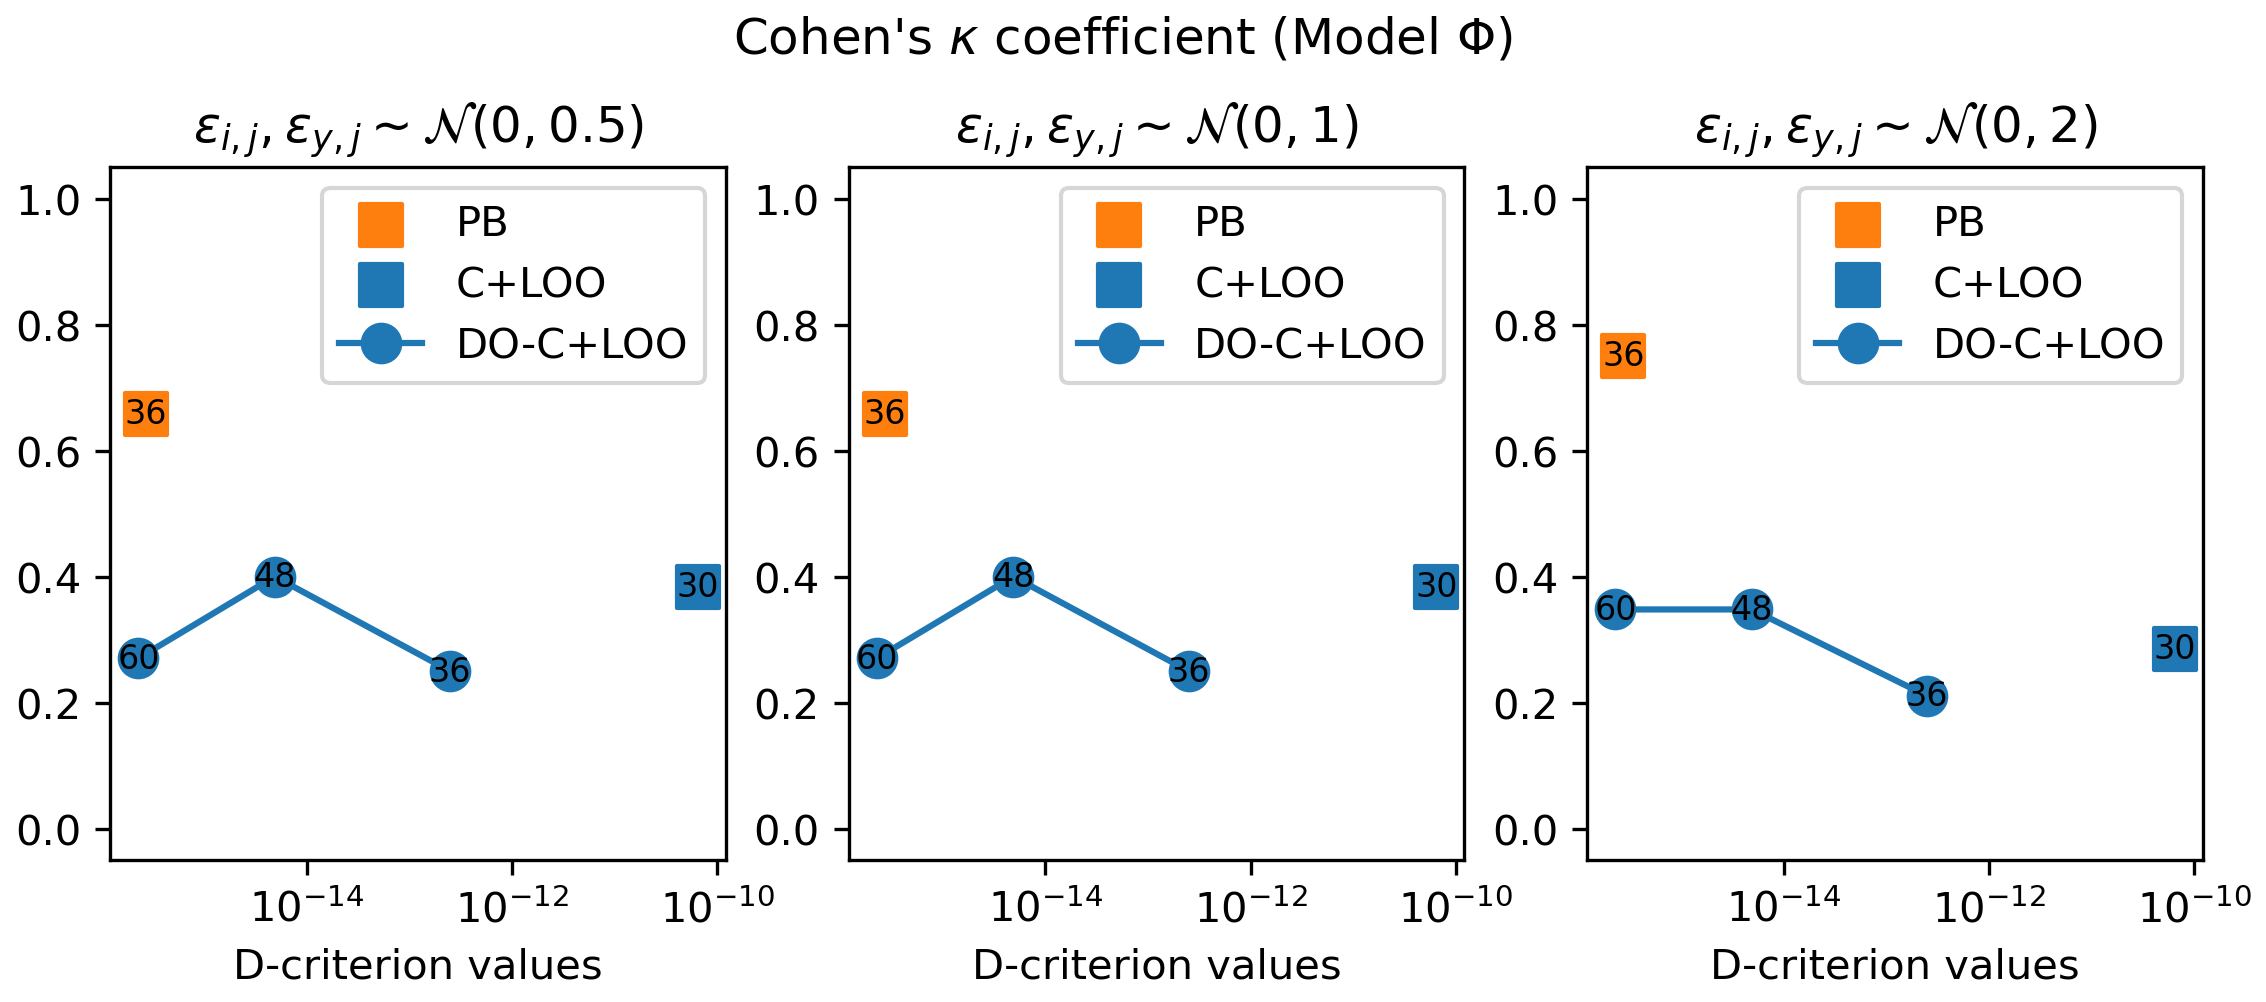 Cohen's κ coefficient (Model Φ)
ε_{i,j}, ε_{y,j} ~ 𝒩(0, 0.5)
1.0
0.8
0.6
0.4
0.2
0.0
PB
C+LOO
DO-C+LOO
36
48
30
60
36
10^{-14}
10^{-12}
10^{-10}
D-criterion values
ε_{i,j}, ε_{y,j} ~ 𝒩(0, 1)
1.0
0.8
0.6
0.4
0.2
0.0
PB
C+LOO
DO-C+LOO
36
48
30
60
36
10^{-14}
10^{-12}
10^{-10}
D-criterion values
ε_{i,j}, ε_{y,j} ~ 𝒩(0, 2)
1.0
0.8
0.6
0.4
0.2
0.0
PB
C+LOO
DO-C+LOO
36
60
48
30
36
10^{-14}
10^{-12}
10^{-10}
D-criterion values